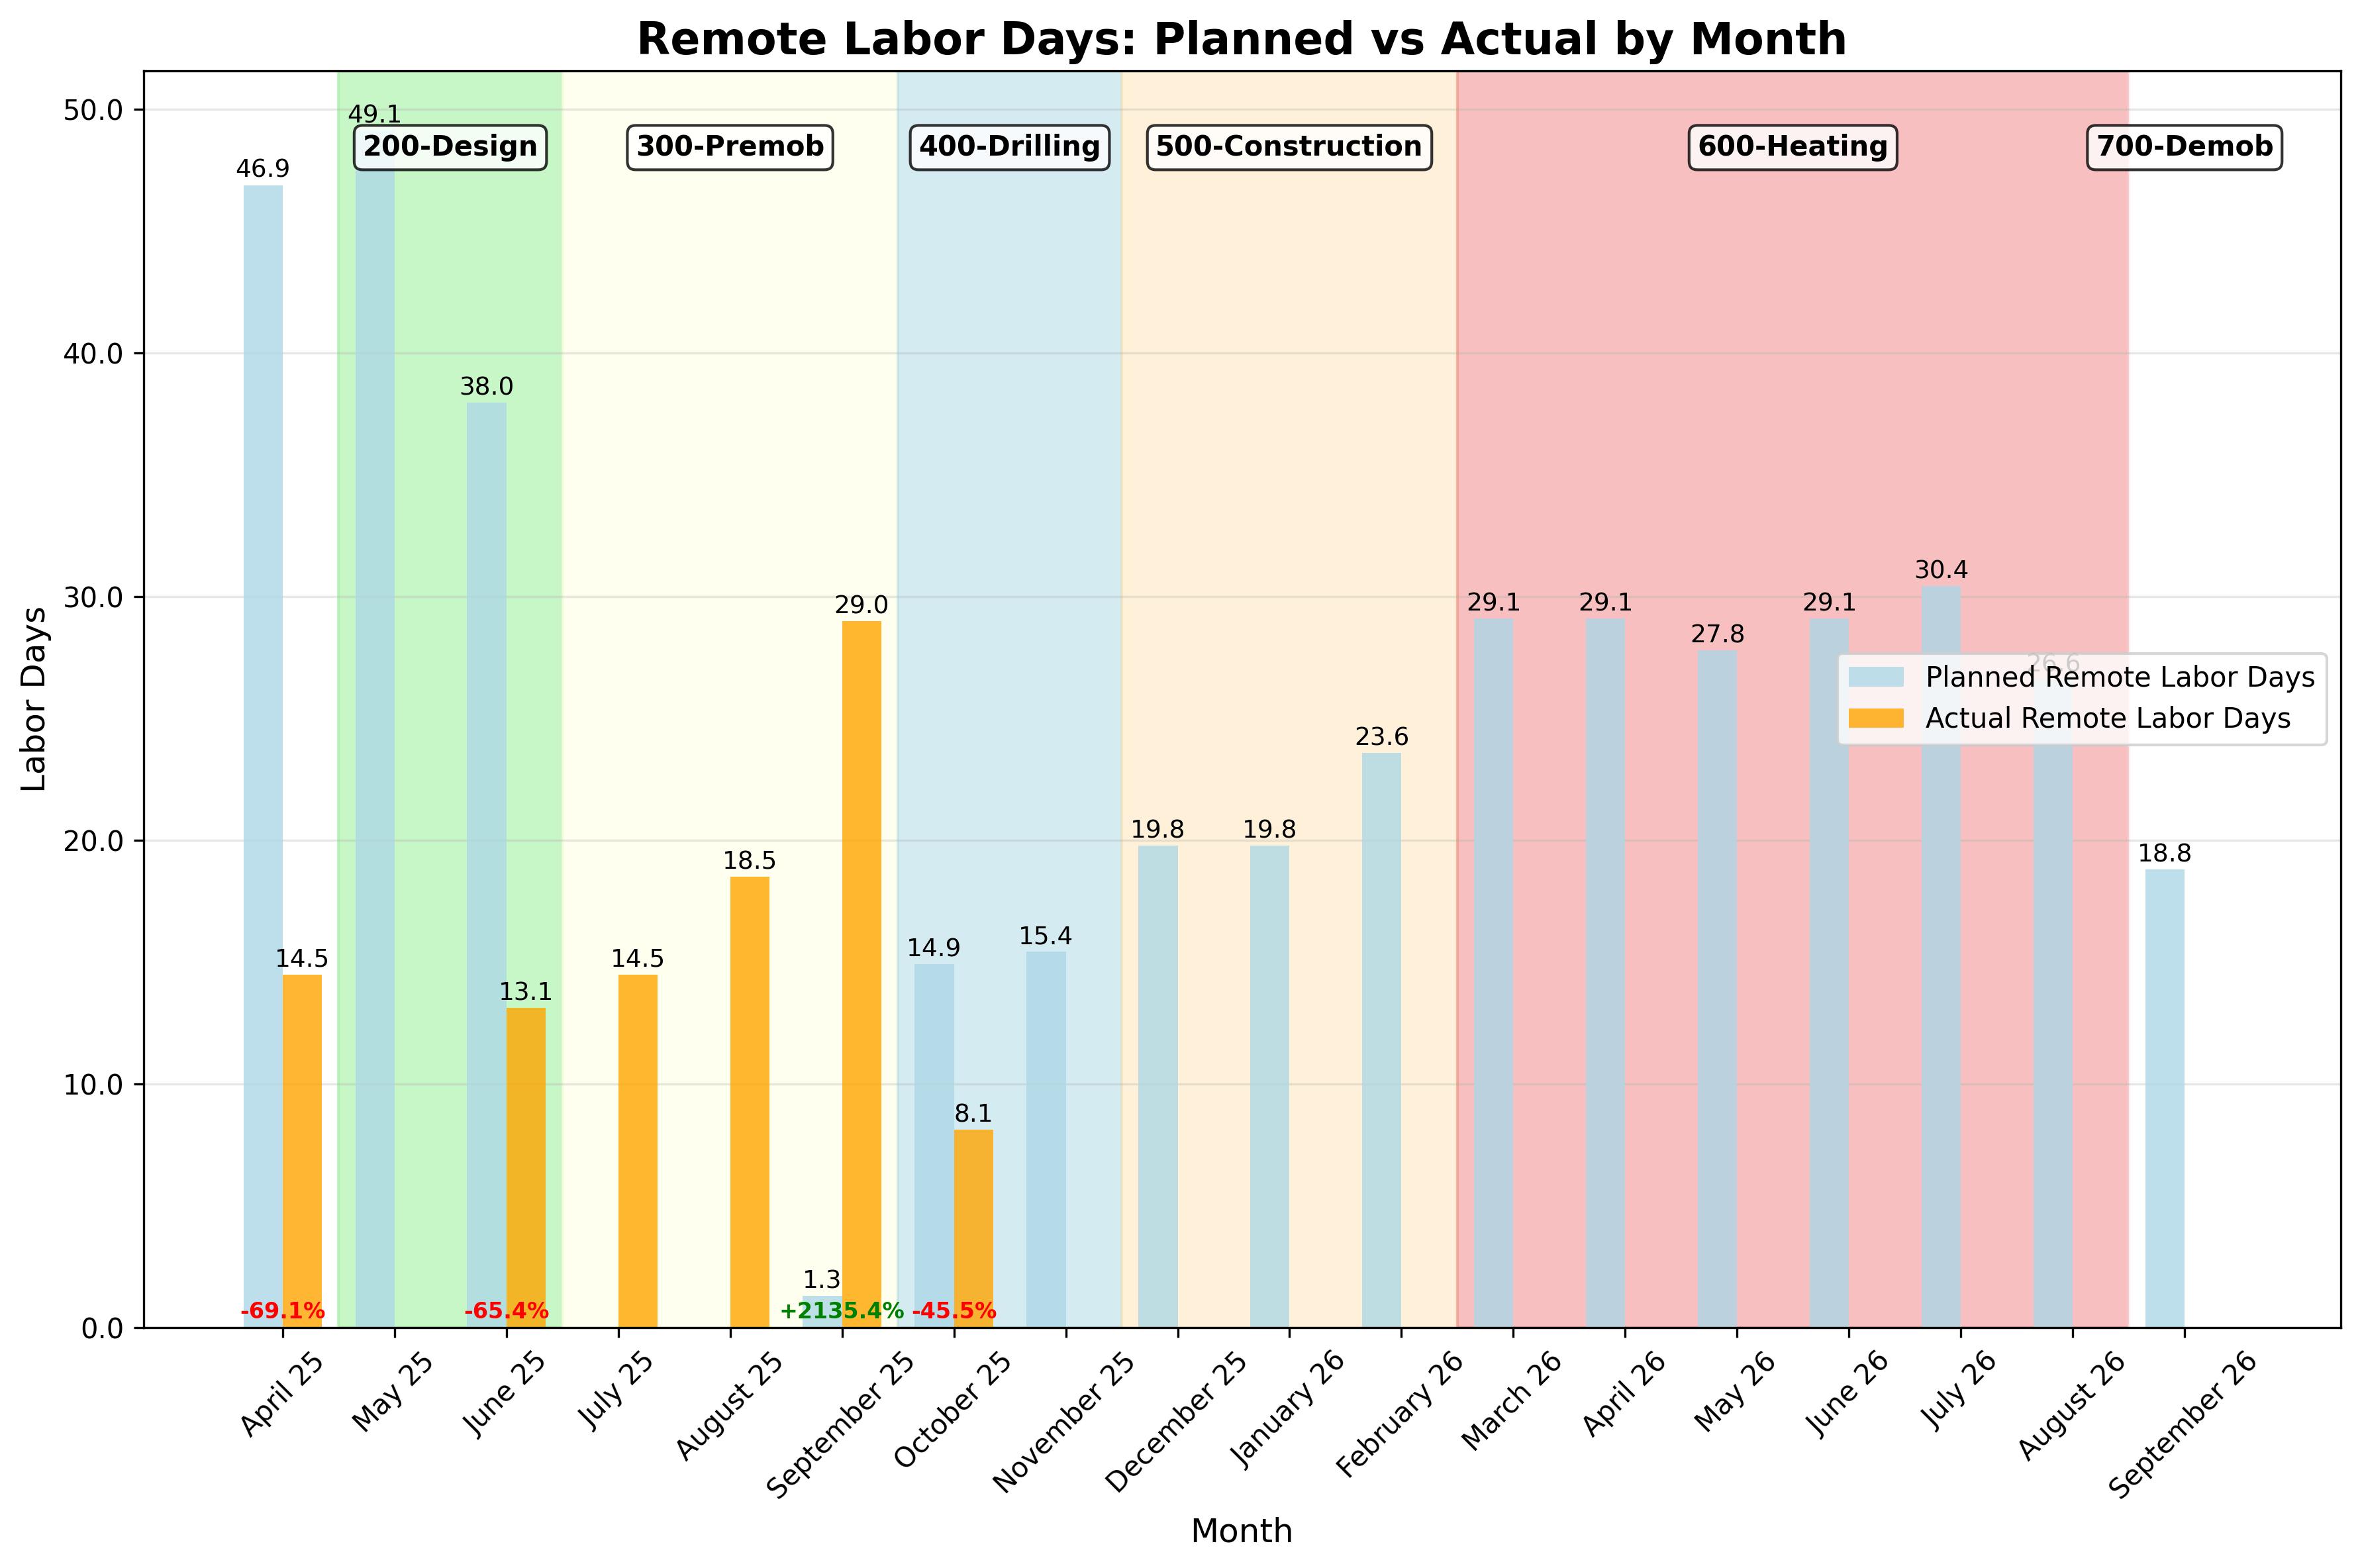 Remote Labor Days: Planned vs Actual by Month
Labor Days
50.0
40.0
30.0
20.0
10.0
0.0
200-Design
300-Premob
400-Drilling
500-Construction
600-Heating
700-Demob
46.9
14.5
49.1
38.0
13.1
14.5
18.5
1.3
29.0
14.9
8.1
15.4
19.8
19.8
23.6
29.1
29.1
27.8
29.1
30.4
26.6
18.8
Planned Remote Labor Days
Actual Remote Labor Days
-69.1%
-65.4%
+2135.4%
-45.5%
April 25
May 25
June 25
July 25
August 25
September 25
October 25
November 25
December 25
January 26
February 26
March 26
April 26
May 26
June 26
July 26
August 26
September 26
Month